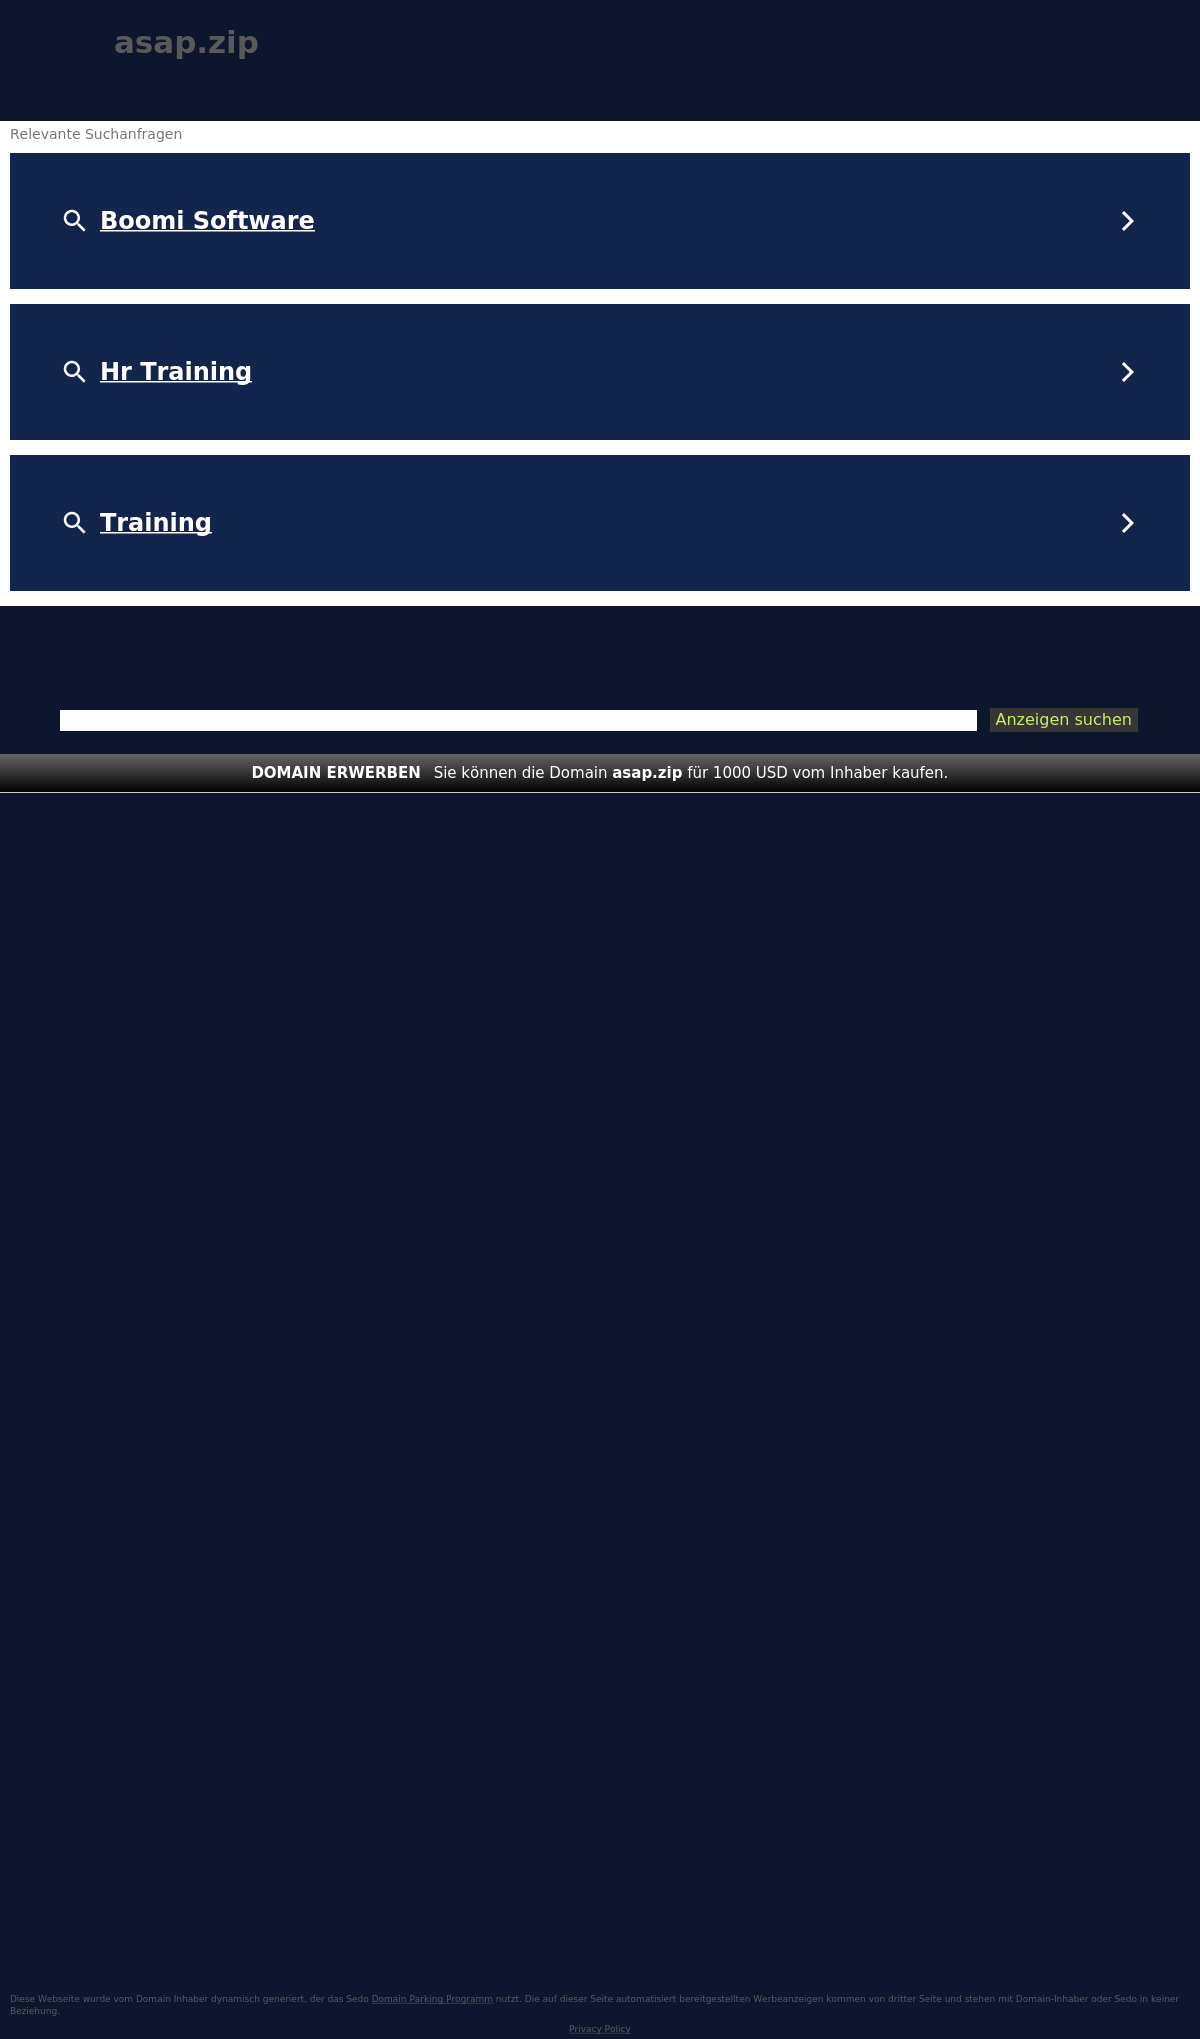 asap.zip
Relevante Suchanfragen
Boomi Software
Hr Training
Training
Anzeigen suchen
DOMAIN ERWERBEN Sie können die Domain asap.zip für 1000 USD vom Inhaber kaufen.
Diese Webseite wurde vom Domain Inhaber dynamisch generiert, der das Sedo Domain Parking Programm nutzt. Die auf dieser Seite automatisiert bereitgestellten Werbeanzeigen kommen von dritter Seite und stehen mit Domain-Inhaber oder Sedo in keiner
Beziehung.
Privacy Policy